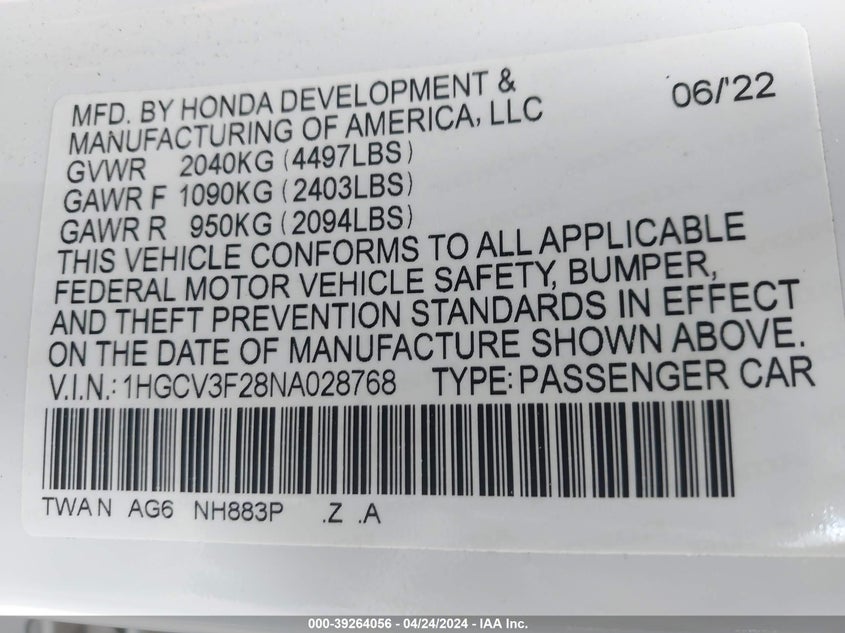 MFD. BY HONDA DEVELOPMENT & 06/'22
MANUFACTURING OF AMERICA, LLC
GVWR 2040KG (4497LBS)
GAWR F 1090KG (2403LBS)
GAWR R 950KG (2094LBS)
THIS VEHICLE CONFORMS TO ALL APPLICABLE
FEDERAL MOTOR VEHICLE SAFETY, BUMPER,
AND THEFT PREVENTION STANDARDS IN EFFECT
ON THE DATE OF MANUFACTURE SHOWN ABOVE.
V.I.N.: 1HGCV3F28NA028768 TYPE: PASSENGER CAR
TWA N AG6 NH883P .Z .A
000-39264056 / 04/24/2024 - IAA Inc.